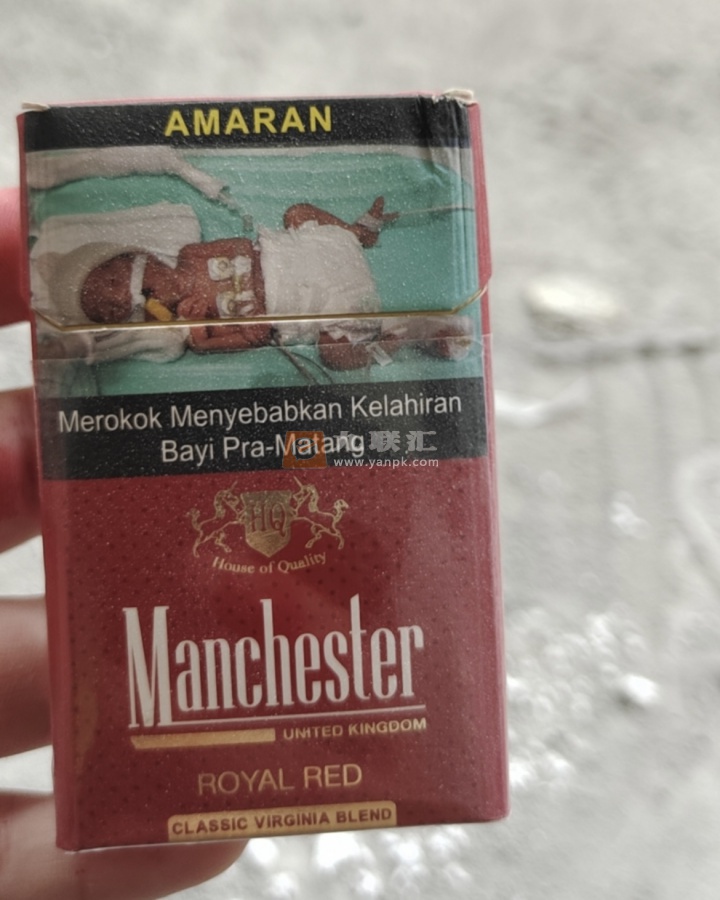 AMARAN
Merokok Menyebabkan Kelahiran
Bayi Pra-Matang
联汇
www.yanpk.com
HQ
House of Quality
Manchester
UNITED KINGDOM
ROYAL RED
CLASSIC VIRGINIA BLEND